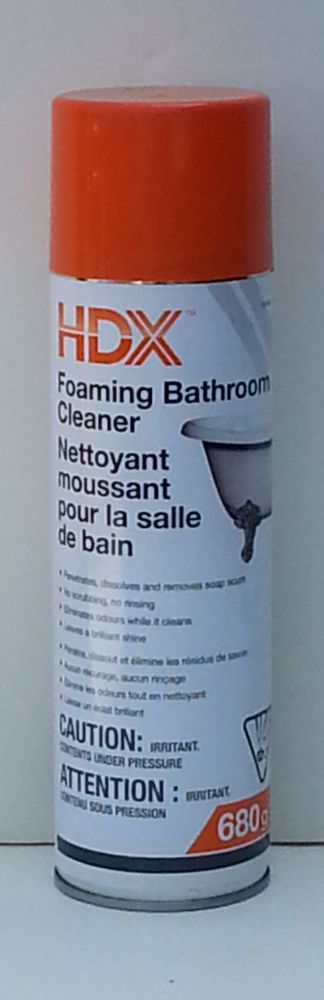 HDX™
Foaming Bathroom
Cleaner
Nettoyant
moussant
pour la salle
de bain
• Penetrates, dissolves and removes soap scum
• No scrubbing, no rinsing
• Eliminates odours while it cleans
• Leaves a brilliant shine
• Pénètre, dissout et élimine les résidus de savon
• Aucun récurage, aucun rinçage
• Élimine les odeurs tout en nettoyant
• Laisse un éclat brillant
CAUTION: IRRITANT.
CONTENTS UNDER PRESSURE
ATTENTION : IRRITANT.
CONTENU SOUS PRESSION
680g